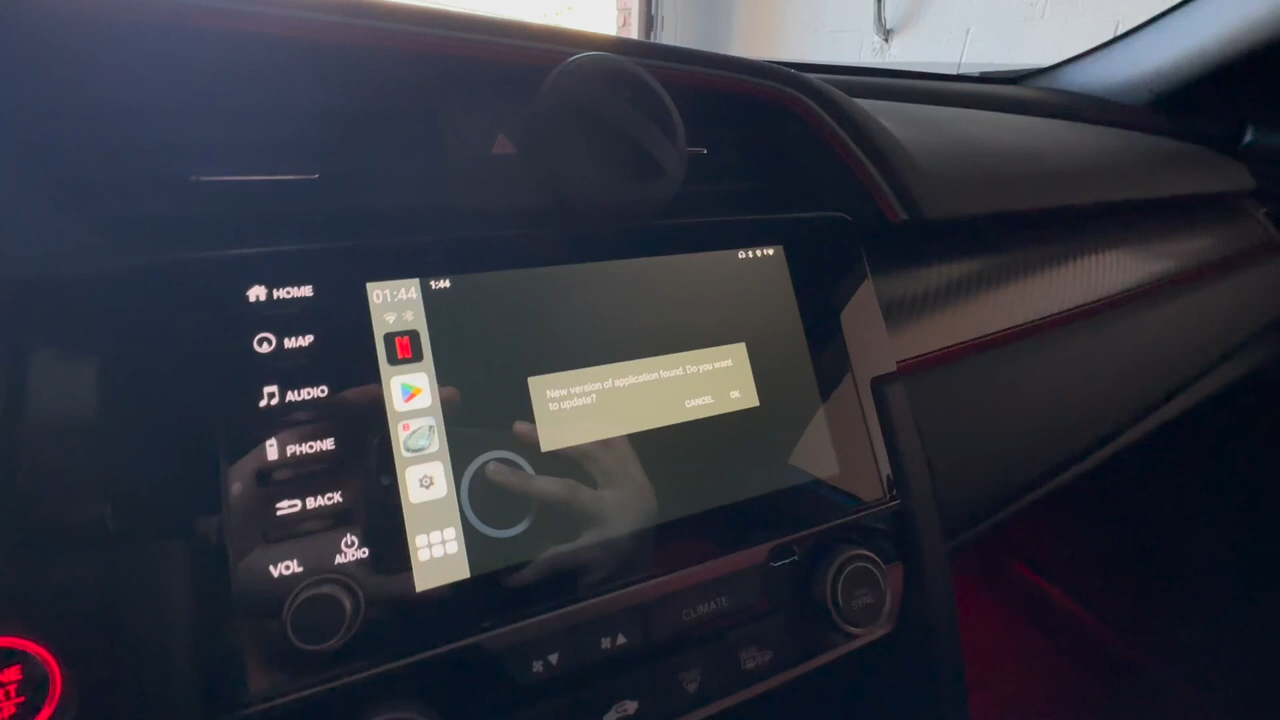 HOME
MAP
AUDIO
PHONE
BACK
VOL
AUDIO
01:44
1:44
N
New version of application found. Do you want
to update?
CANCEL
OK
CLIMATE
SYNC